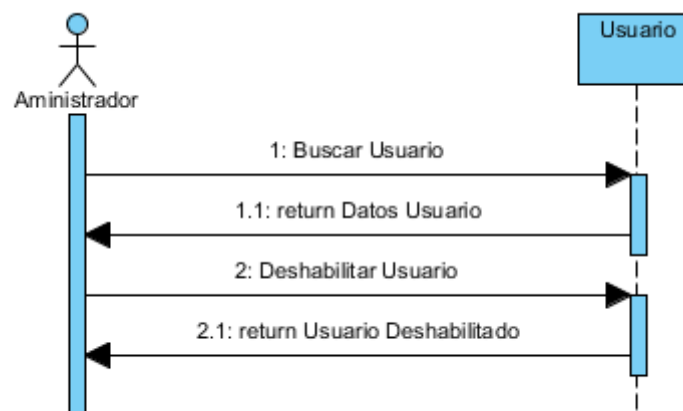 Usuario
Aministrador
1: Buscar Usuario
1.1: return Datos Usuario
2: Deshabilitar Usuario
2.1: return Usuario Deshabilitado